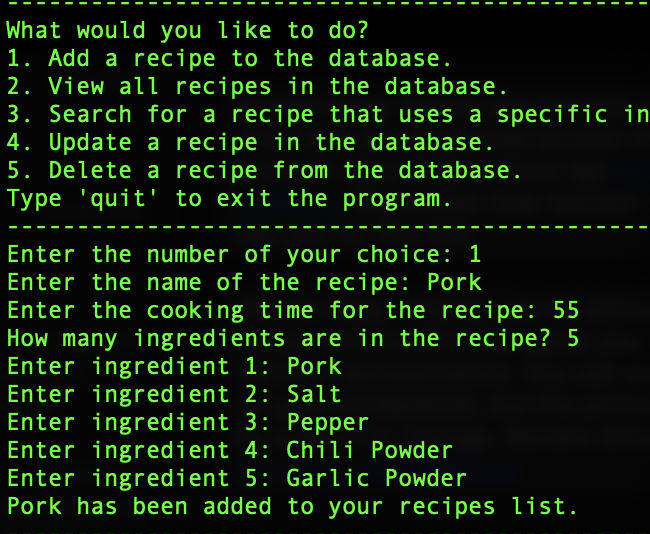 ----------------------------------------------
What would you like to do?
1. Add a recipe to the database.
2. View all recipes in the database.
3. Search for a recipe that uses a specific in
4. Update a recipe in the database.
5. Delete a recipe from the database.
Type 'quit' to exit the program.
----------------------------------------------
Enter the number of your choice: 1
Enter the name of the recipe: Pork
Enter the cooking time for the recipe: 55
How many ingredients are in the recipe? 5
Enter ingredient 1: Pork
Enter ingredient 2: Salt
Enter ingredient 3: Pepper
Enter ingredient 4: Chili Powder
Enter ingredient 5: Garlic Powder
Pork has been added to your recipes list.